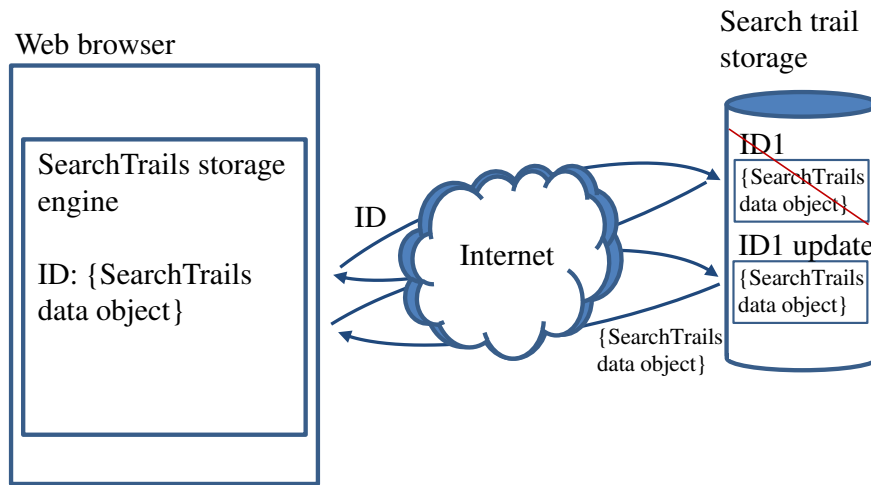 Web browser
SearchTrails storage
engine
ID: {SearchTrails
data object}
ID
Internet
{SearchTrails
data object}
Search trail
storage
ID1
{SearchTrails
data object}
ID1 update
{SearchTrails
data object}